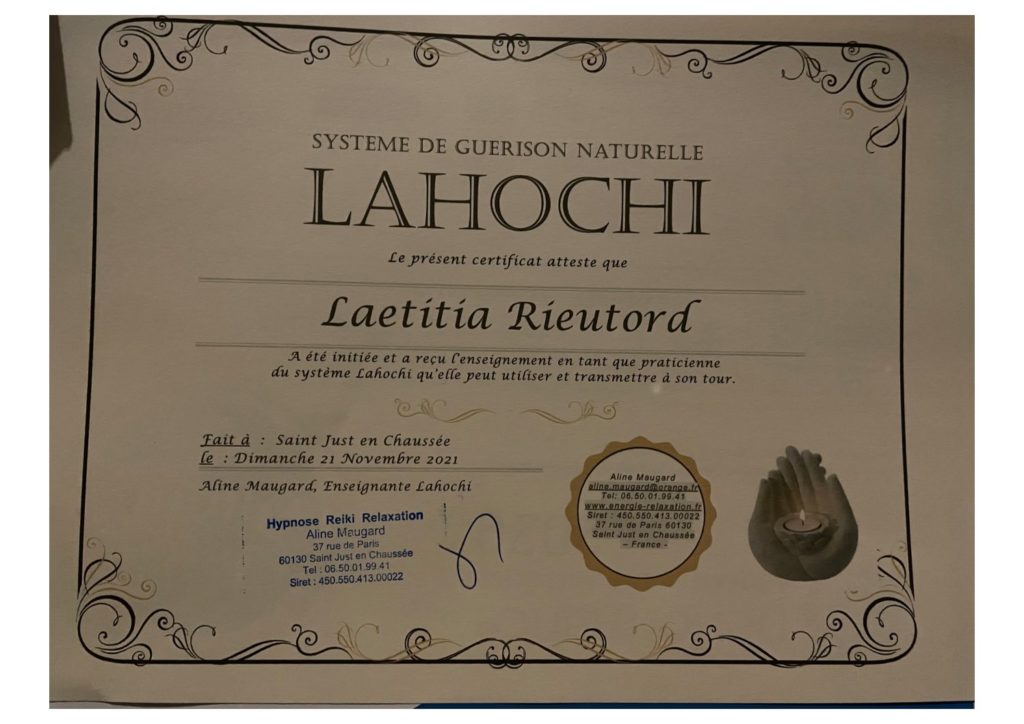 SYSTEME DE GUERISON NATURELLE
LAHOCHI
Le présent certificat atteste que
Laetitia Rieutord
A été initiée et a reçu l'enseignement en tant que praticienne
du système Lahochi qu'elle peut utiliser et transmettre à son tour.
Fait à : Saint Just en Chaussée
le : Dimanche 21 Novembre 2021
Aline Maugard, Enseignante Lahochi
Hypnose Reiki Relaxation
Aline Maugard
37 rue de Paris
60130 Saint Just en Chaussée
Tel : 06.50.01.99.41
Siret : 450.550.413.00022
Aline Maugard
aline.maugard@orange.fr
Tel: 06.50.01.99.41
www.energie-relaxation.fr
Siret : 450.550.413.00022
37 rue de Paris 60130
Saint Just en Chaussée
– France -